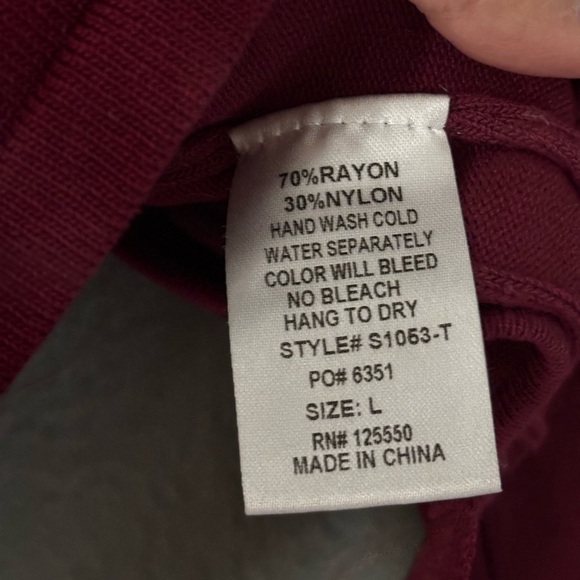 70%RAYON
30%NYLON
HAND WASH COLD
WATER SEPARATELY
COLOR WILL BLEED
NO BLEACH
HANG TO DRY
STYLE# S1053-T
PO# 6351
SIZE: L
RN# 125550
MADE IN CHINA